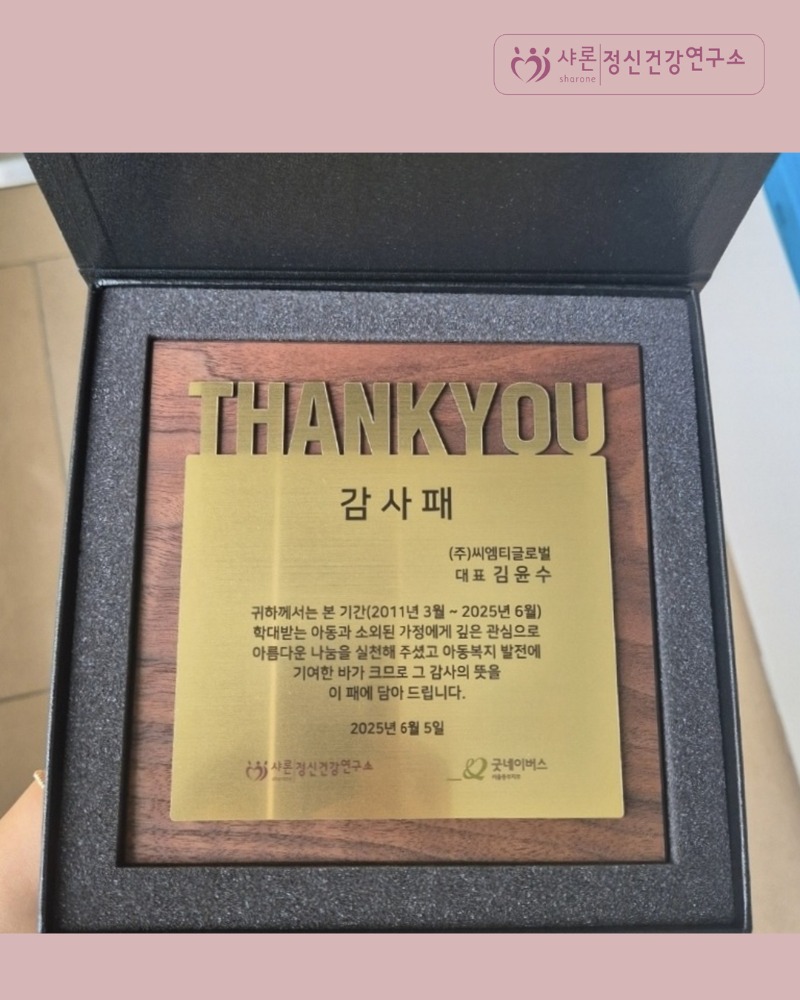 샤론 정신건강연구소
sharone
THANKYOU
감사패
(주)씨엠티글로벌
대표 김윤수
귀하께서는 본 기간(2011년 3월 ~ 2025년 6월)
학대받는 아동과 소외된 가정에게 깊은 관심으로
아름다운 나눔을 실천해 주셨고 아동복지 발전에
기여한 바가 크므로 그 감사의 뜻을
이 패에 담아 드립니다.
2025년 6월 5일
샤론 정신건강연구소
굿네이버스